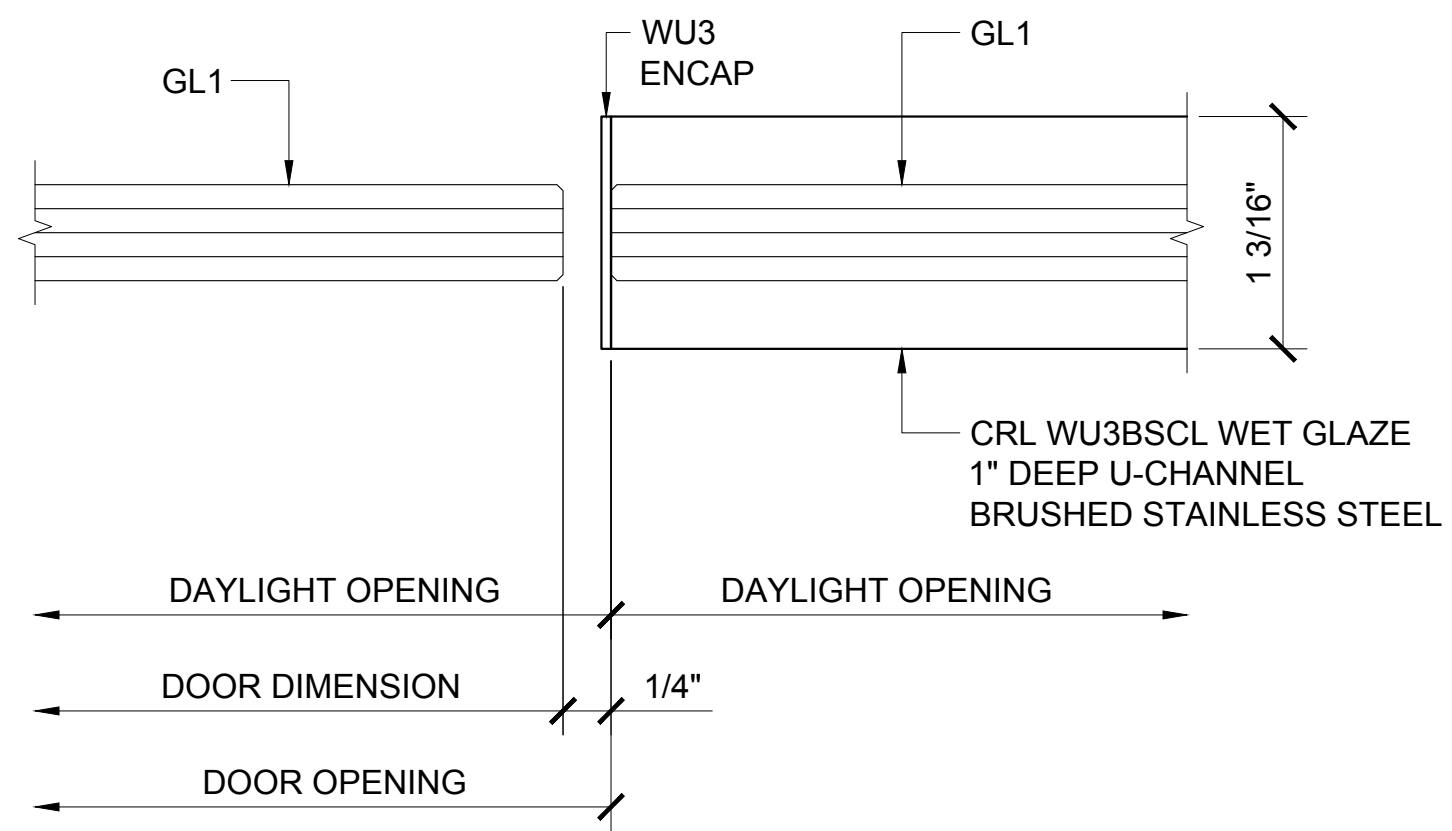 WU3
ENCAP
GL1
GL1
1 3/16"
CRL WU3BSCL WET GLAZE
1" DEEP U-CHANNEL
BRUSHED STAINLESS STEEL
DAYLIGHT OPENING
DAYLIGHT OPENING
DOOR DIMENSION
1/4"
DOOR OPENING